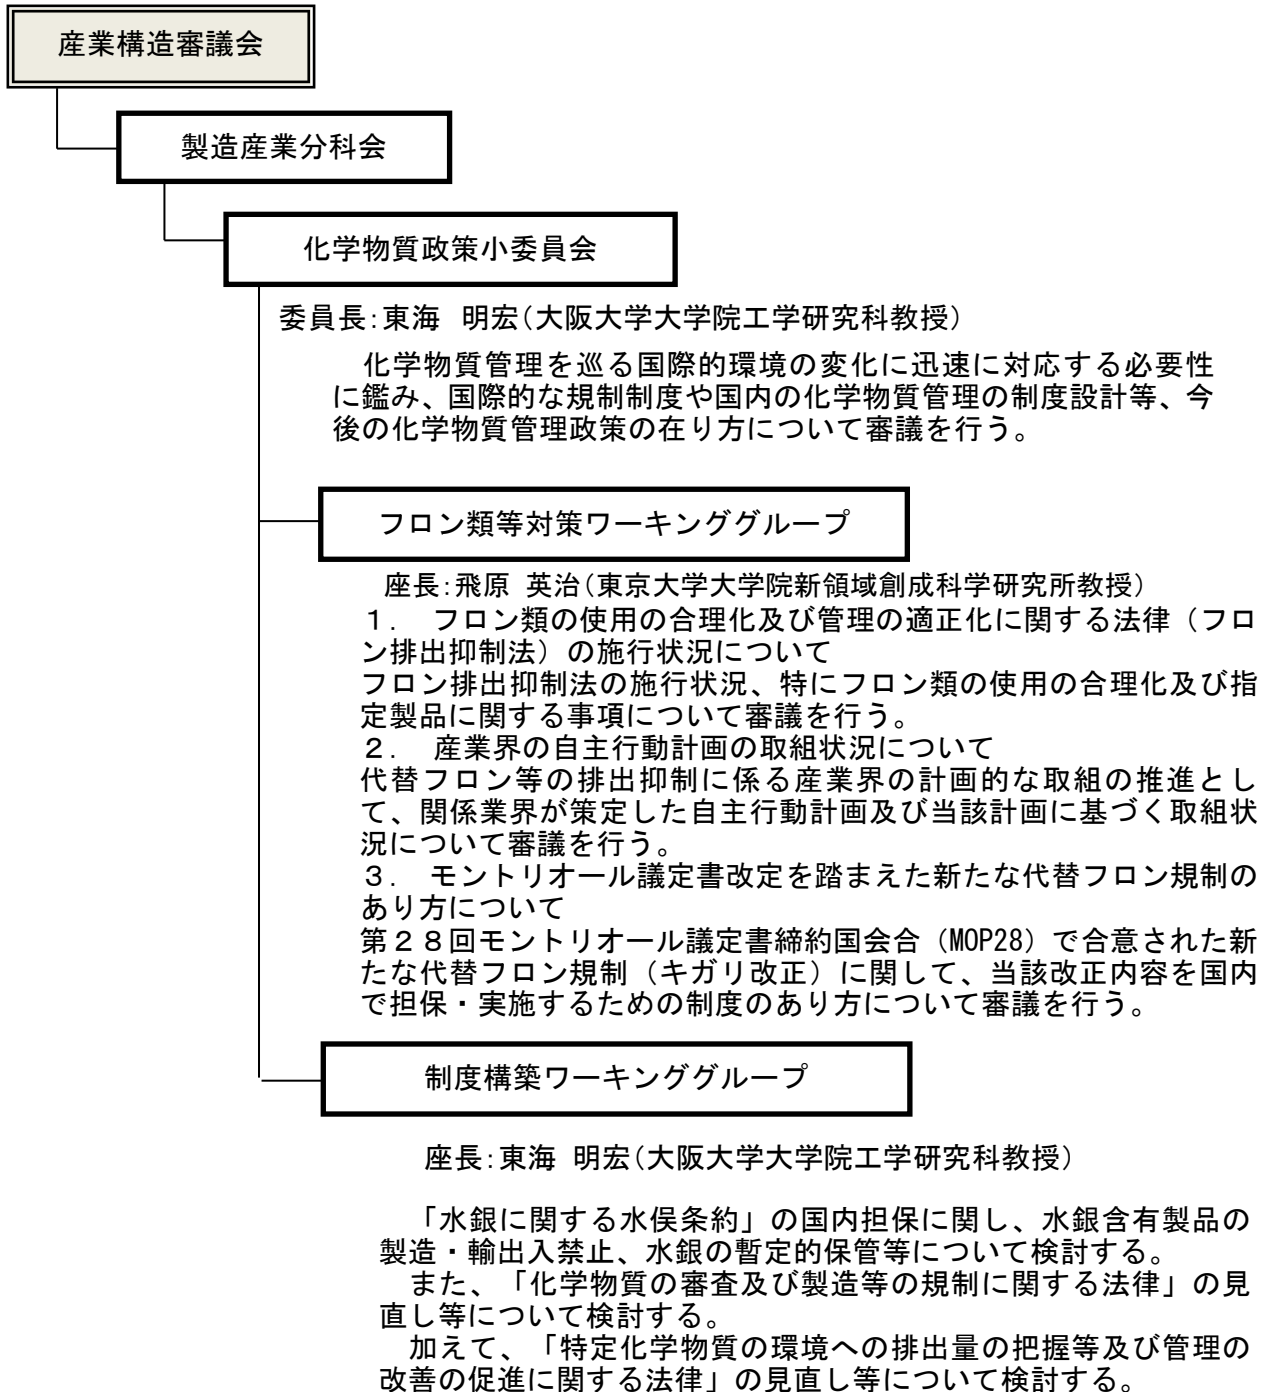 産業構造審議会
製造産業分科会
化学物質政策小委員会
委員長:東海　明宏(大阪大学大学院工学研究科教授)
化学物質管理を巡る国際的環境の変化に迅速に対応する必要性
に鑑み、国際的な規制制度や国内の化学物質管理の制度設計等、今
後の化学物質管理政策の在り方について審議を行う。
フロン類等対策ワーキンググループ
座長:飛原 英治(東京大学大学院新領域創成科学研究所教授)
１．　フロン類の使用の合理化及び管理の適正化に関する法律（フロ
ン排出抑制法）の施行状況について
フロン排出抑制法の施行状況、特にフロン類の使用の合理化及び指
定製品に関する事項について審議を行う。
２．　産業界の自主行動計画の取組状況について
代替フロン等の排出抑制に係る産業界の計画的な取組の推進とし
て、関係業界が策定した自主行動計画及び当該計画に基づく取組状
況について審議を行う。
３．　モントリオール議定書改定を踏まえた新たな代替フロン規制の
あり方について
第２８回モントリオール議定書締約国会合（MOP28）で合意された新
たな代替フロン規制（キガリ改正）に関して、当該改正内容を国内
で担保・実施するための制度のあり方について審議を行う。
制度構築ワーキンググループ
座長:東海 明宏(大阪大学大学院工学研究科教授)
「水銀に関する水俣条約」の国内担保に関し、水銀含有製品の
製造・輸出入禁止、水銀の暫定的保管等について検討する。
また、「化学物質の審査及び製造等の規制に関する法律」の見
直し等について検討する。
加えて、「特定化学物質の環境への排出量の把握等及び管理の
改善の促進に関する法律」の見直し等について検討する。